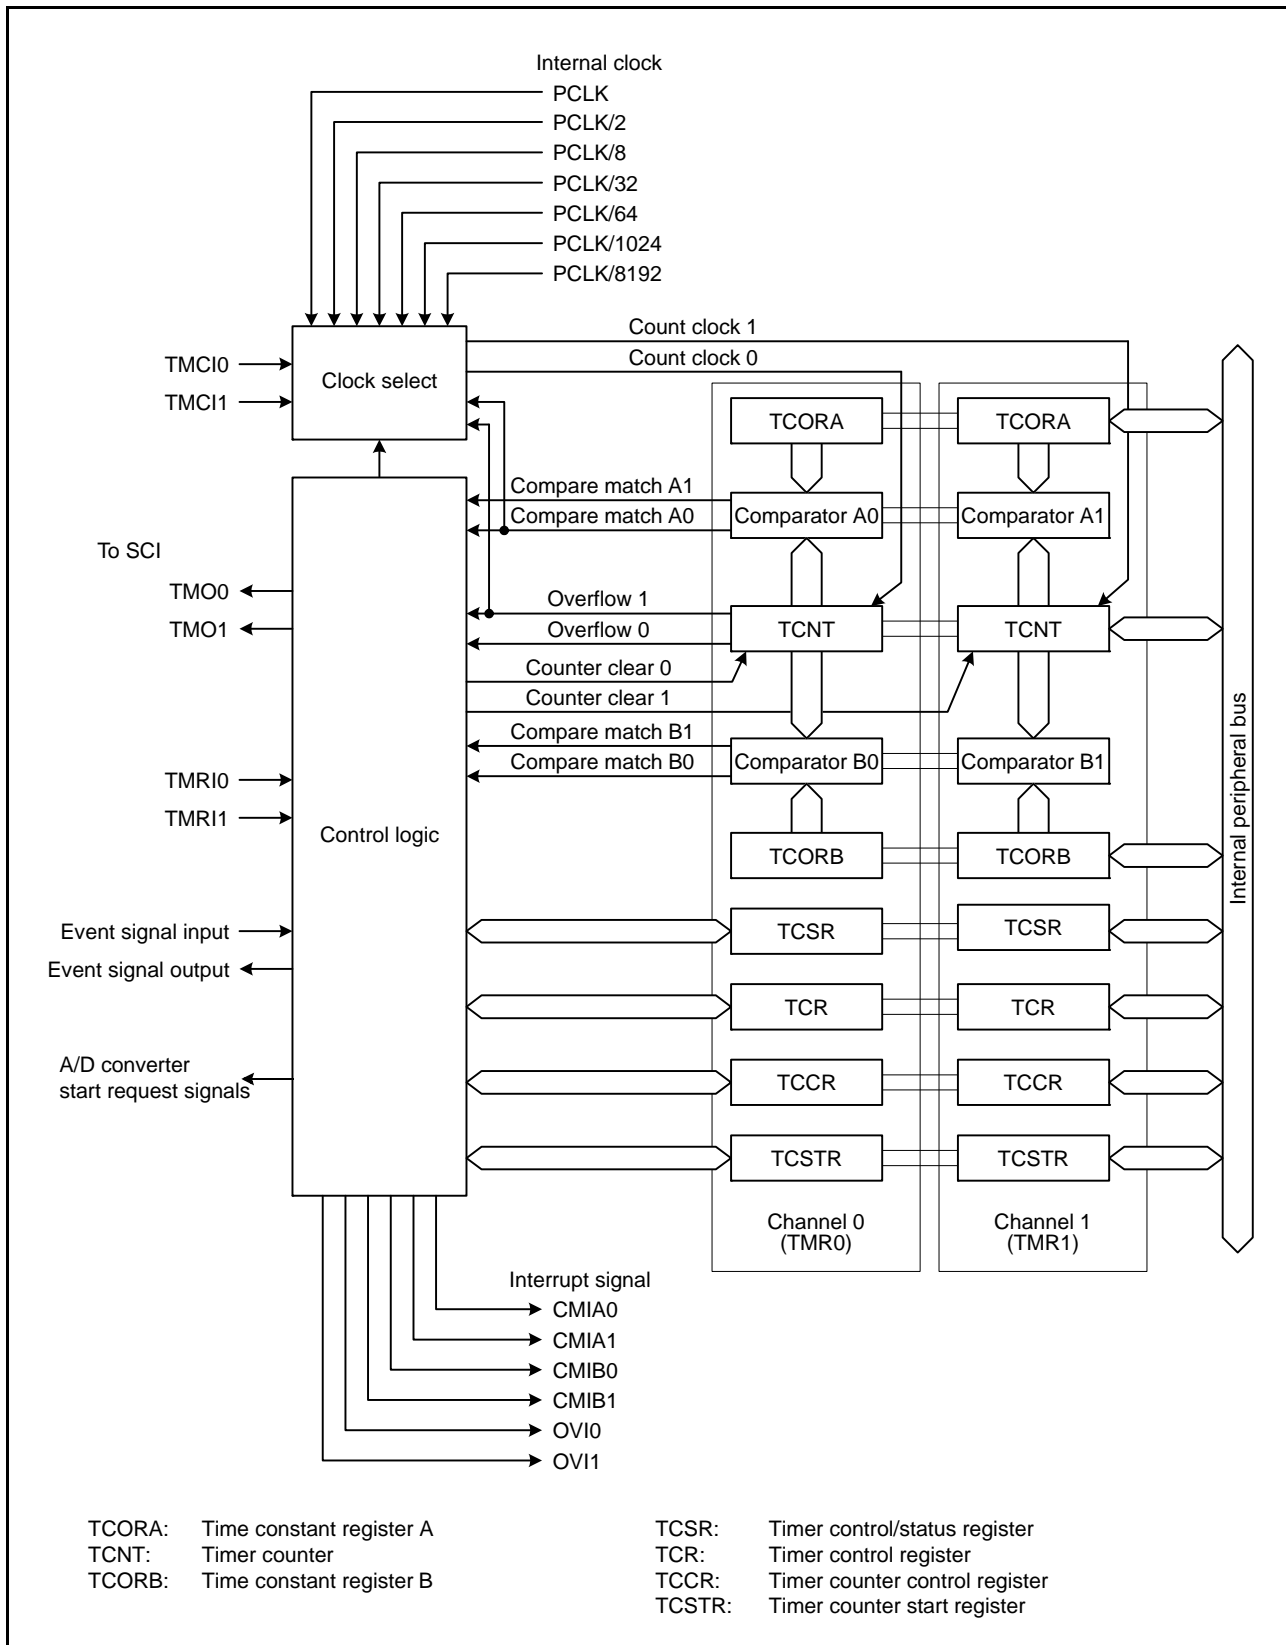 Internal clock
PCLK
PCLK/2
PCLK/8
PCLK/32
PCLK/64
PCLK/1024
PCLK/8192
Count clock 1
Count clock 0
TMCI0
TMCI1
Clock select
TCORA
TCORA
Compare match A1
Compare match A0
Comparator A0
Comparator A1
To SCI
TMO0
TMO1
Overflow 1
Overflow 0
TCNT
TCNT
Counter clear 0
Counter clear 1
Compare match B1
Compare match B0
Comparator B0
Comparator B1
TMRI0
TMRI1
Control logic
TCORB
TCORB
Internal peripheral bus
Event signal input
Event signal output
TCSR
TCSR
TCR
TCR
A/D converter
start request signals
TCCR
TCCR
TCSTR
TCSTR
Channel 0
(TMR0)
Channel 1
(TMR1)
Interrupt signal
CMIA0
CMIA1
CMIB0
CMIB1
OVI0
OVI1
TCORA: Time constant register A
TCNT: Timer counter
TCORB: Time constant register B
TCSR: Timer control/status register
TCR: Timer control register
TCCR: Timer counter control register
TCSTR: Timer counter start register